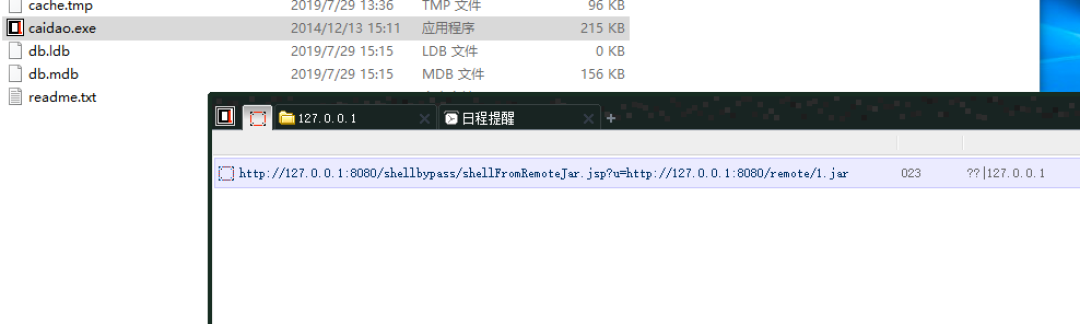 cache.tmp 2019/7/29 13:36 TMP 文件 96 KB
caidao.exe 2014/12/13 15:11 应用程序 215 KB
db.ldb 2019/7/29 15:15 LDB 文件 0 KB
db.mdb 2019/7/29 15:15 MDB 文件 156 KB
readme.txt
127.0.0.1 日程提醒
http://127.0.0.1:8080/shellbypass/shellFromRemoteJar.jsp?u=http://127.0.0.1:8080/remote/1.jar 023 ??|127.0.0.1